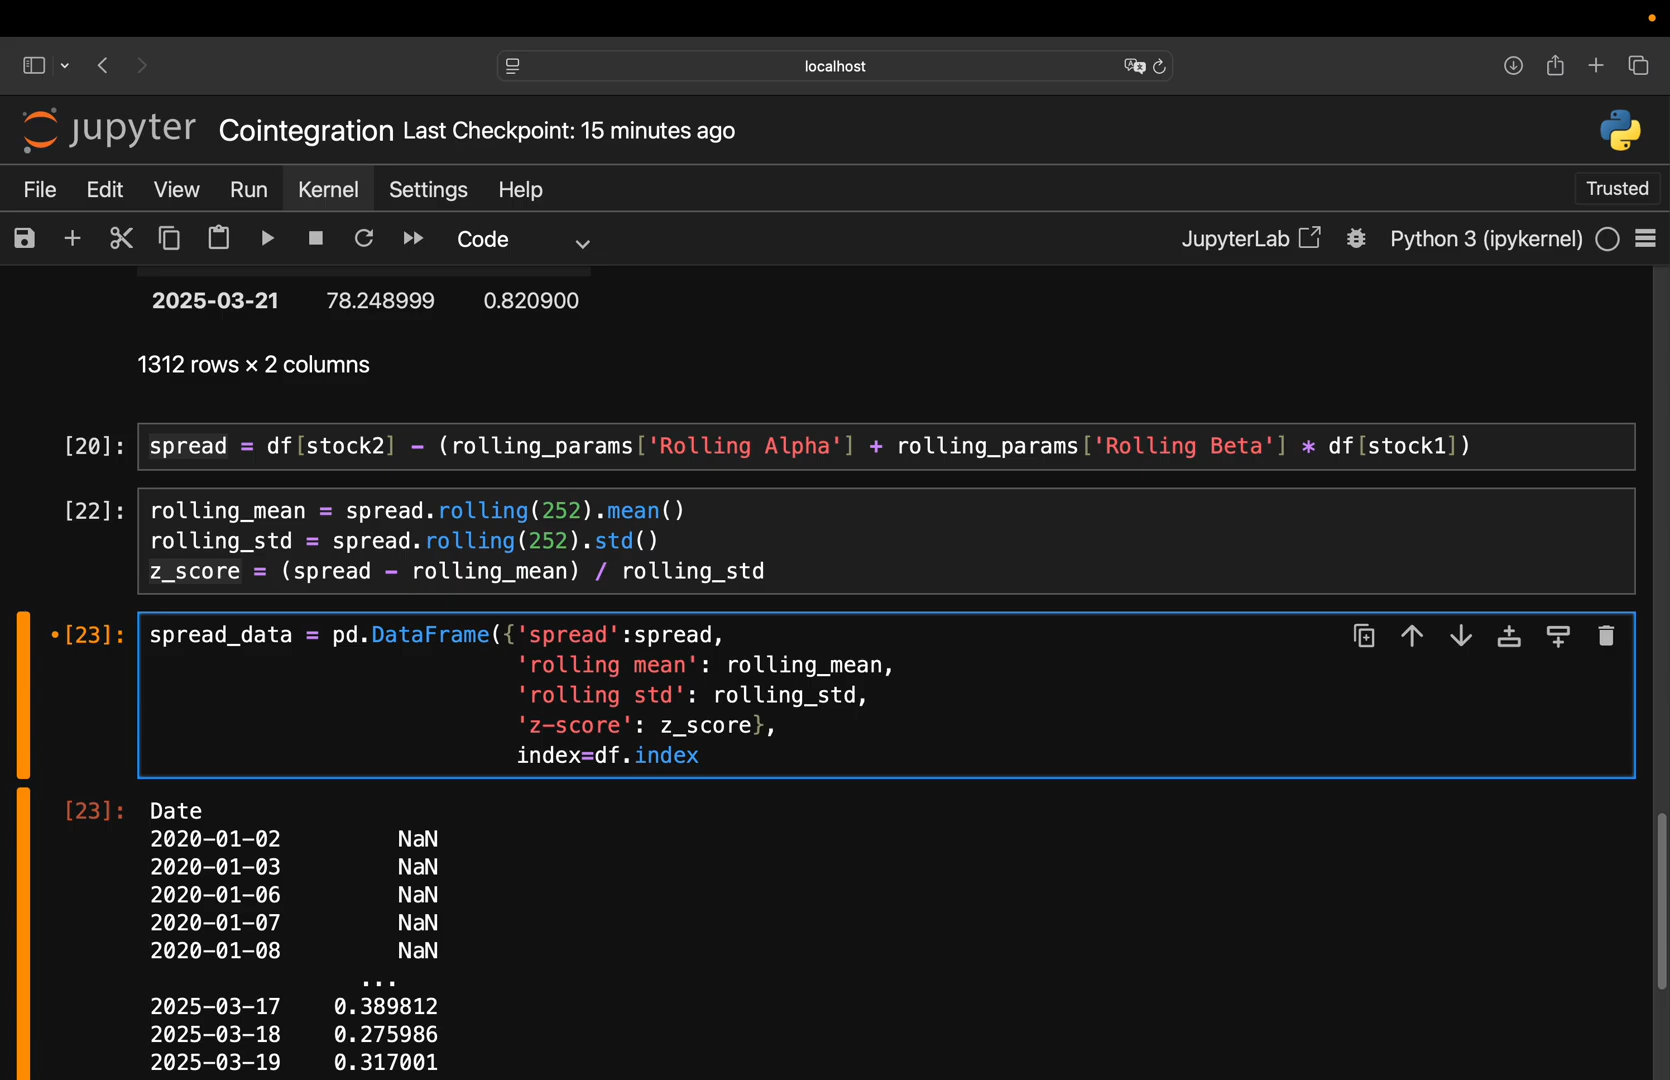 localhost
jupyter Cointegration Last Checkpoint: 15 minutes ago
File Edit View Run Kernel Settings Help Trusted
Code JupyterLab Python 3 (ipykernel)
2025-03-21 78.248999 0.820900
1312 rows × 2 columns
[20]: spread = df[stock2] - (rolling_params['Rolling Alpha'] + rolling_params['Rolling Beta'] * df[stock1])
[22]: rolling_mean = spread.rolling(252).mean()
rolling_std = spread.rolling(252).std()
z_score = (spread - rolling_mean) / rolling_std
[23]: spread_data = pd.DataFrame({'spread':spread,
'rolling mean': rolling_mean,
'rolling std': rolling_std,
'z-score': z_score},
index=df.index
[23]: Date
2020-01-02 NaN
2020-01-03 NaN
2020-01-06 NaN
2020-01-07 NaN
2020-01-08 NaN
...
2025-03-17 0.389812
2025-03-18 0.275986
2025-03-19 0.317001